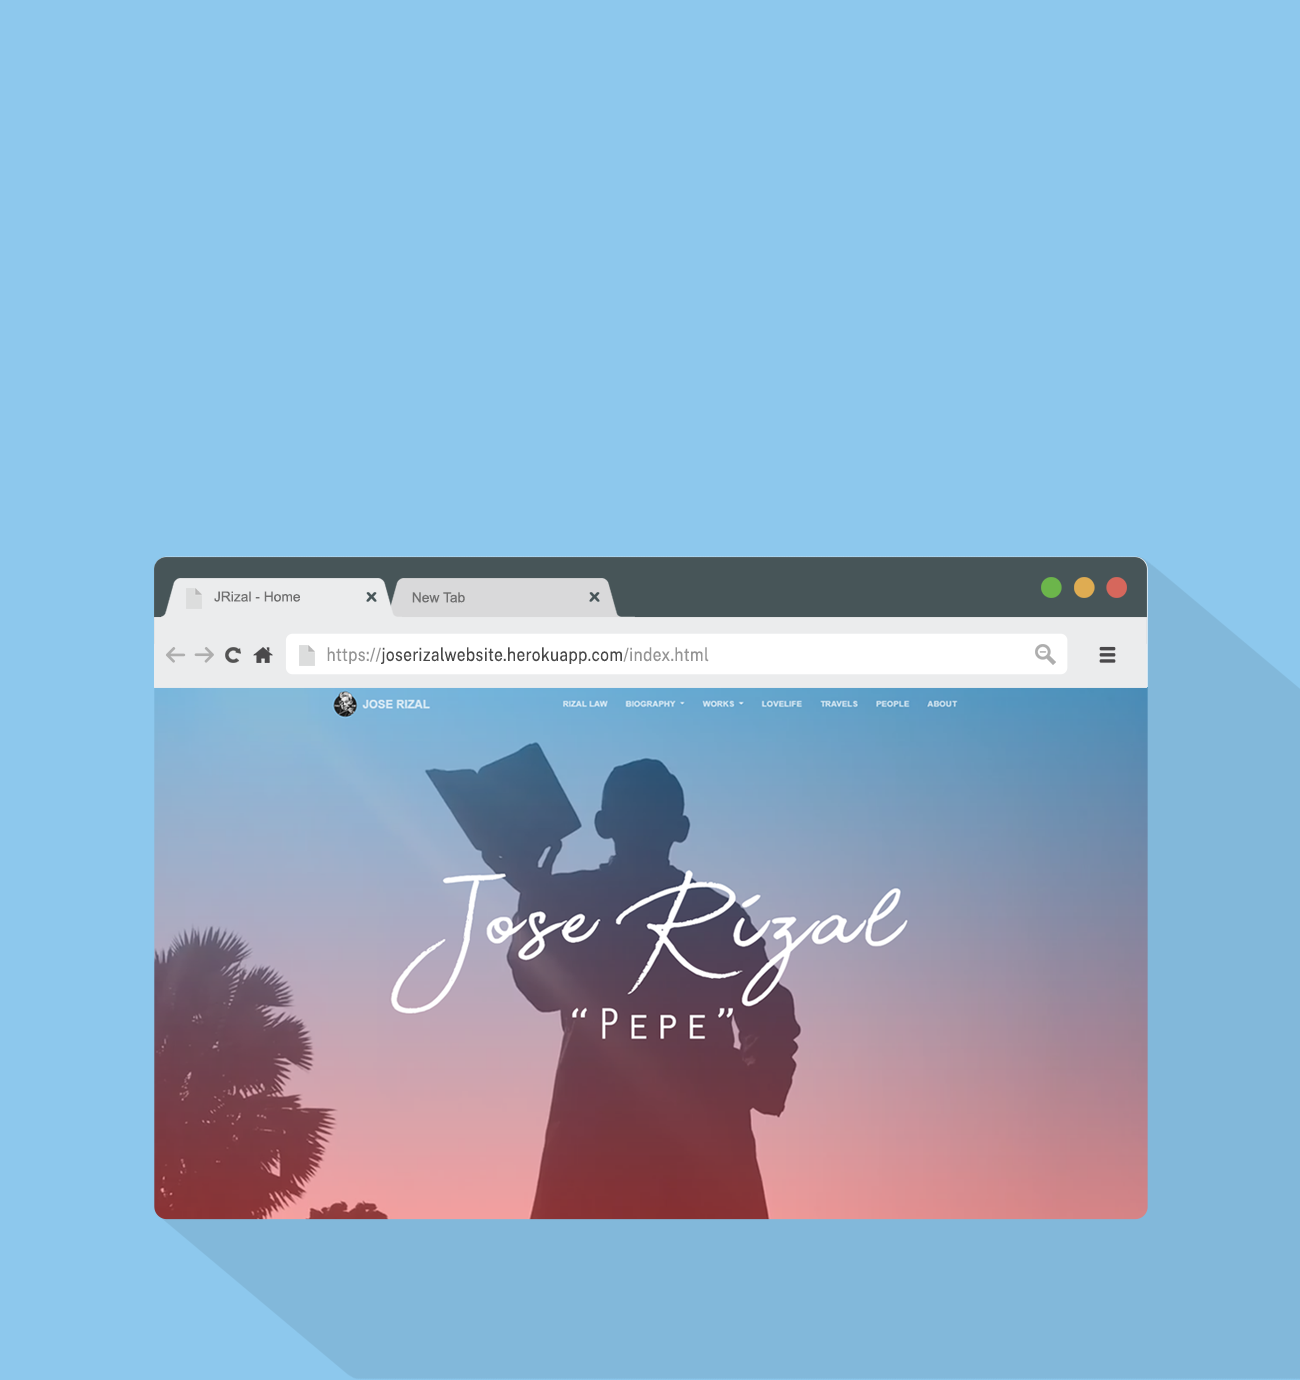 JRizal - Home
New Tab
https://joserizalwebsite.herokuapp.com/index.html
JOSE RIZAL RIZAL LAW BIOGRAPHY WORKS LOVELIFE TRAVELS PEOPLE ABOUT
Jose Rizal
“PEPE”